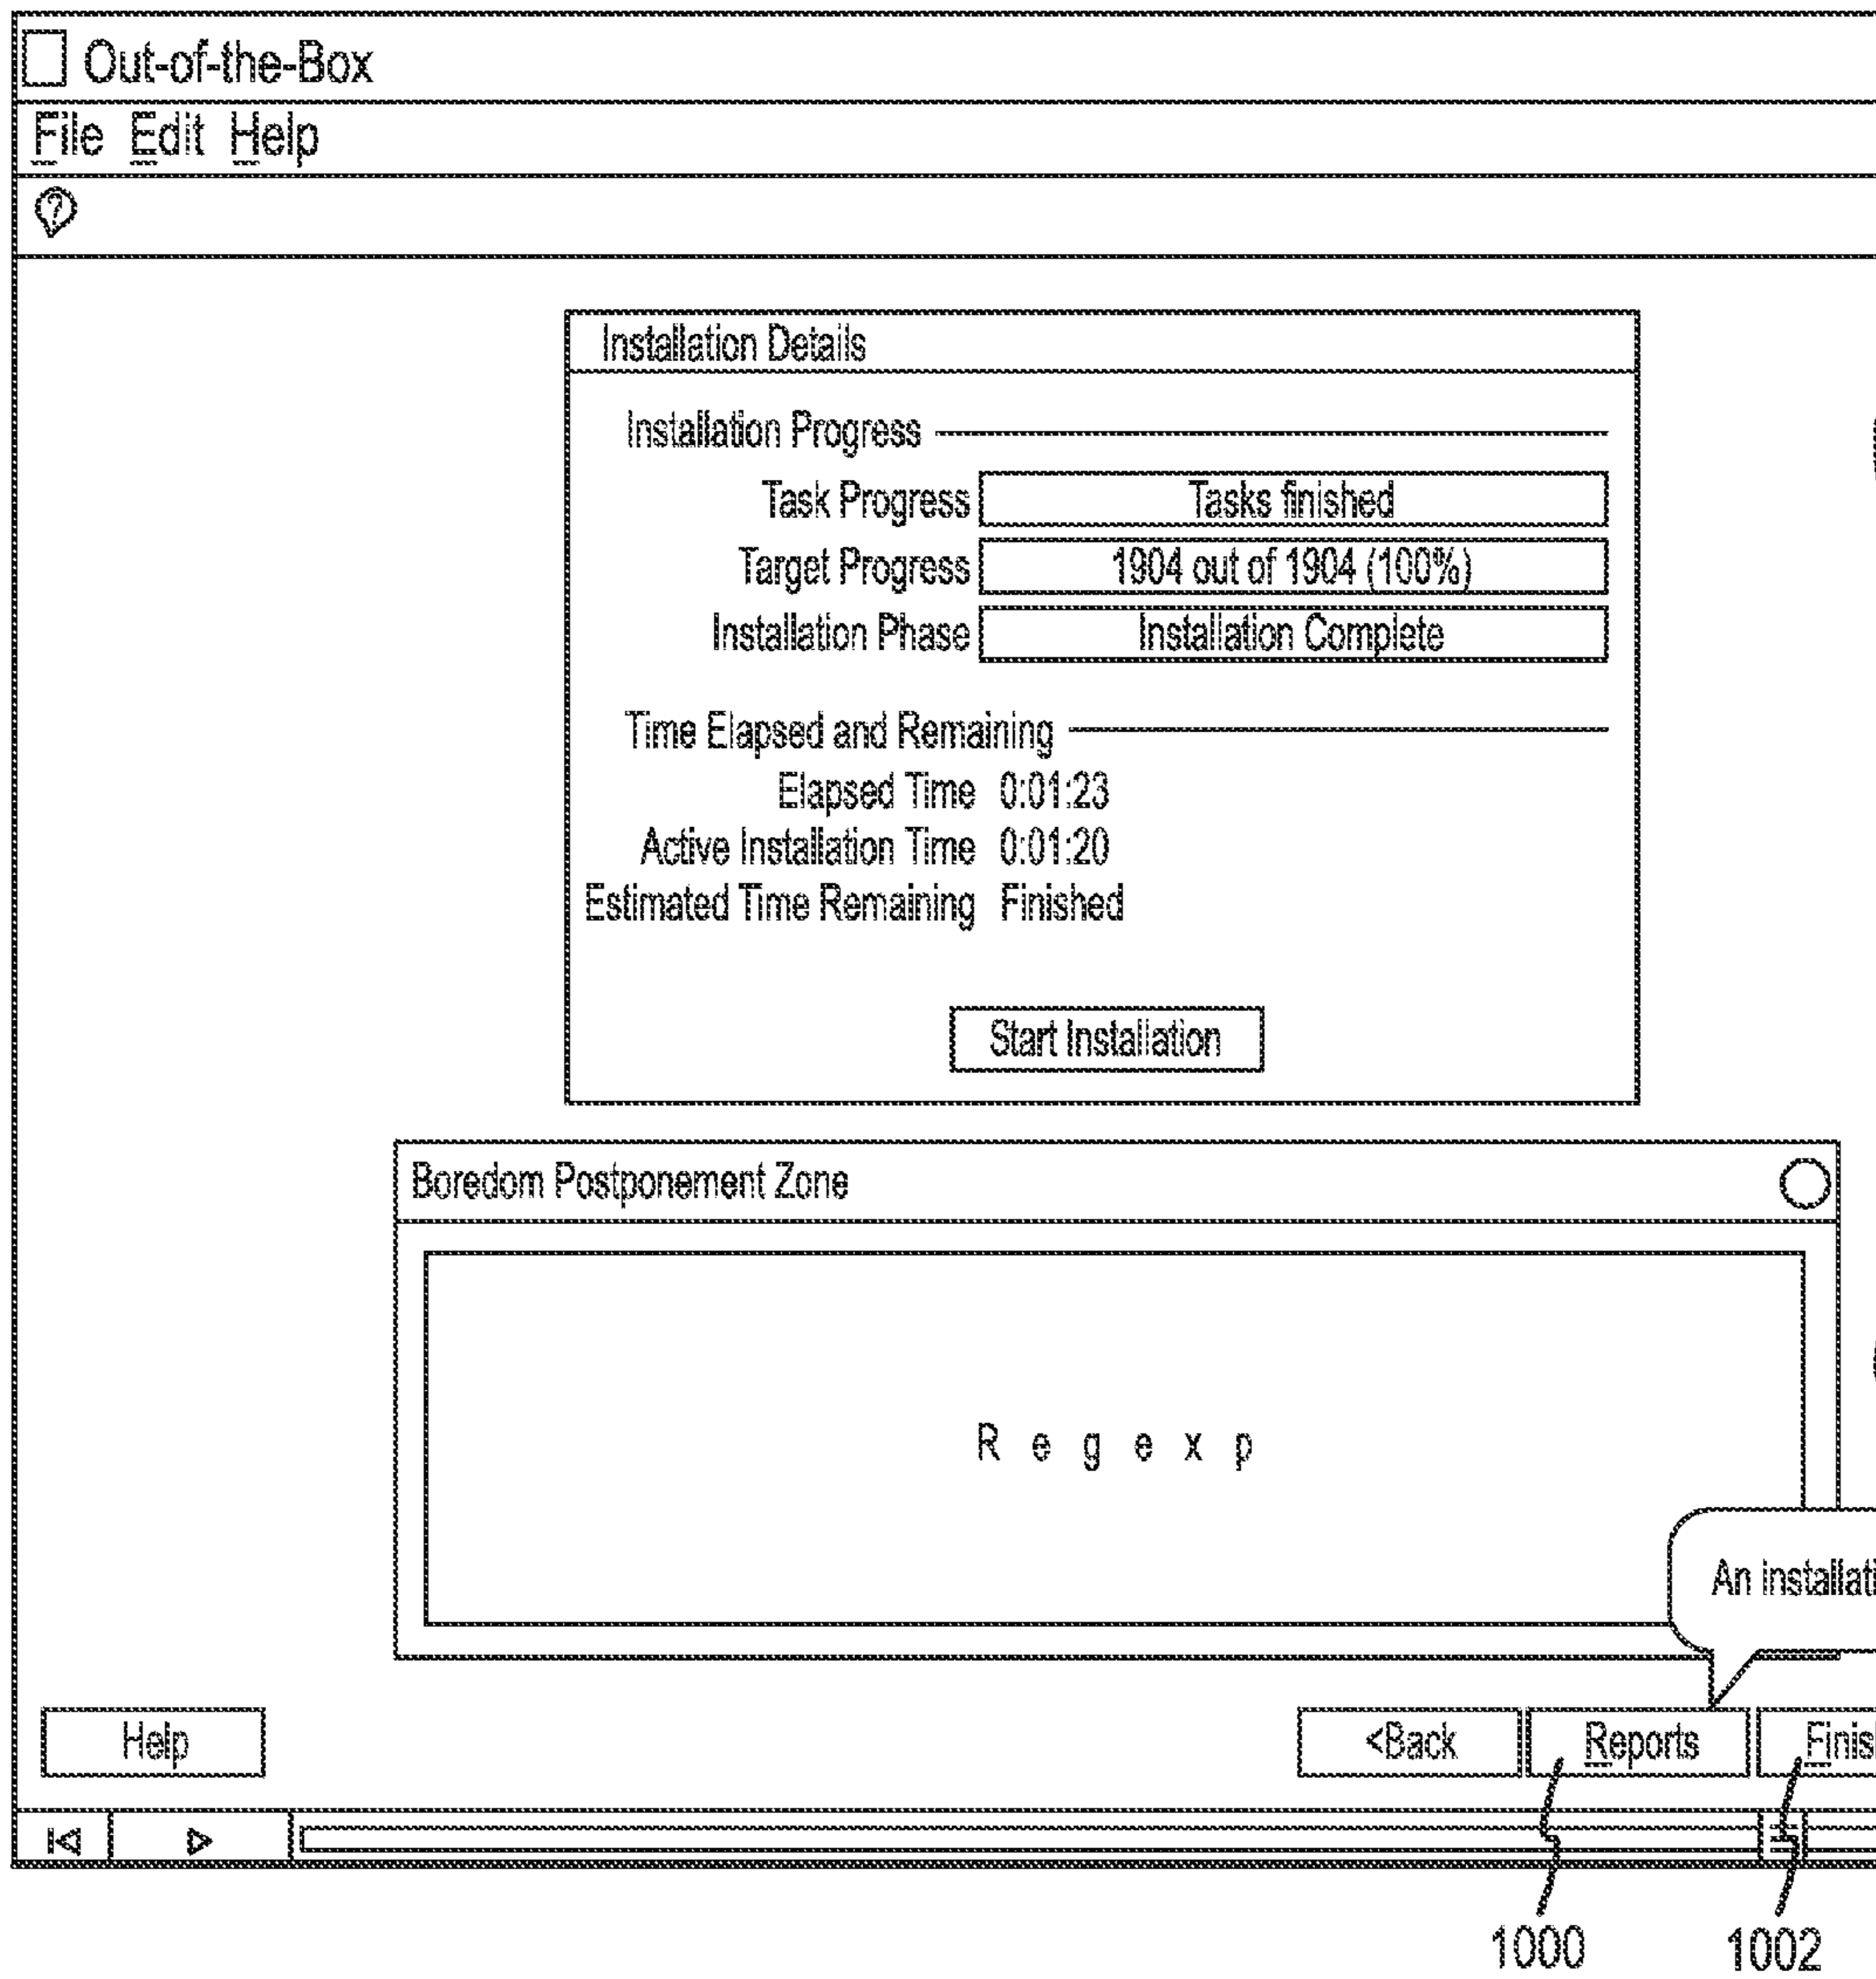 Out-of-the-Box
File Edit Help
?
Installation Details
Installation Progress
Task Progress Tasks finished
Target Progress 1904 out of 1904 (100%)
Installation Phase Installation Complete
Time Elapsed and Remaining
Elapsed Time 0:01:23
Active Installation Time 0:01:20
Estimated Time Remaining Finished
Start Installation
Boredom Postponement Zone
R e g e x p
An
Help <Back Reports
1000 1002